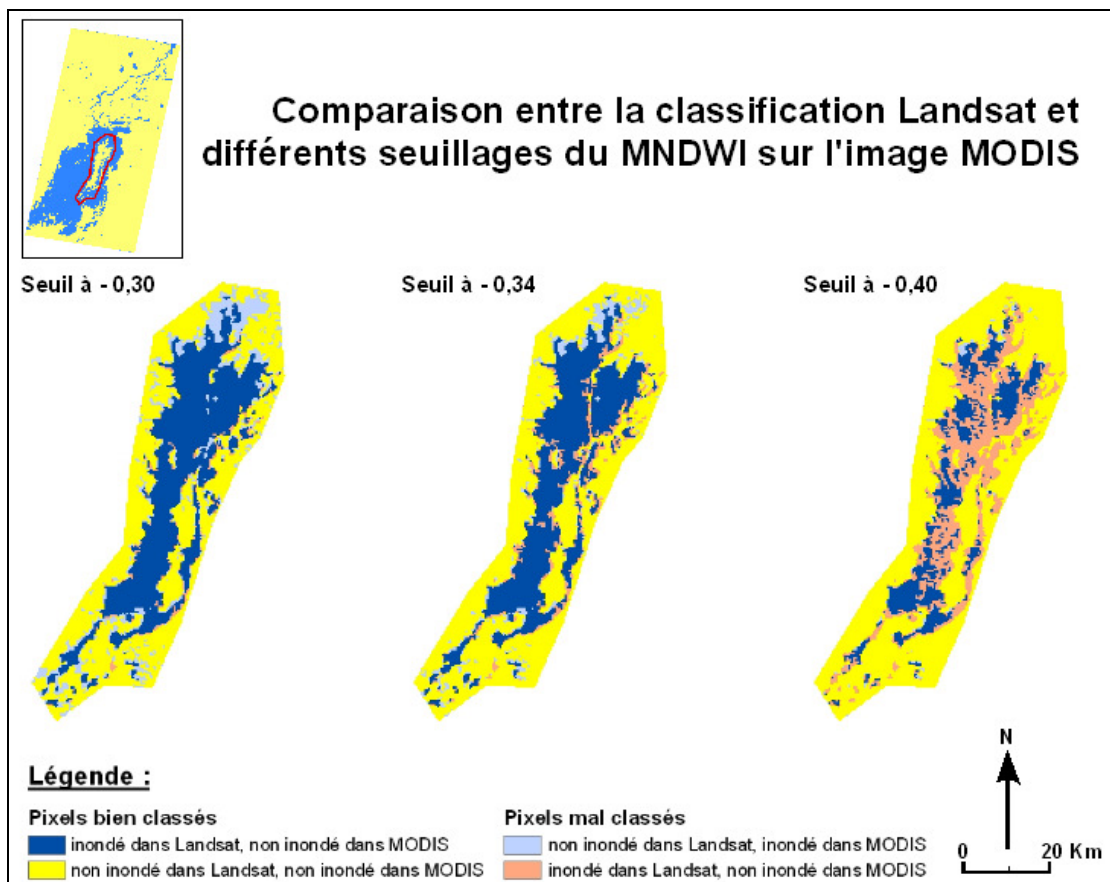 Comparaison entre la classification Landsat et
différents seuillages du MNDWI sur l'image MODIS
Seuil à - 0,30
Seuil à - 0,34
Seuil à - 0,40
Légende :
Pixels bien classés
inondé dans Landsat, non inondé dans MODIS
non inondé dans Landsat, non inondé dans MODIS
Pixels mal classés
non inondé dans Landsat, inondé dans MODIS
inondé dans Landsat, non inondé dans MODIS
N
0 20 Km